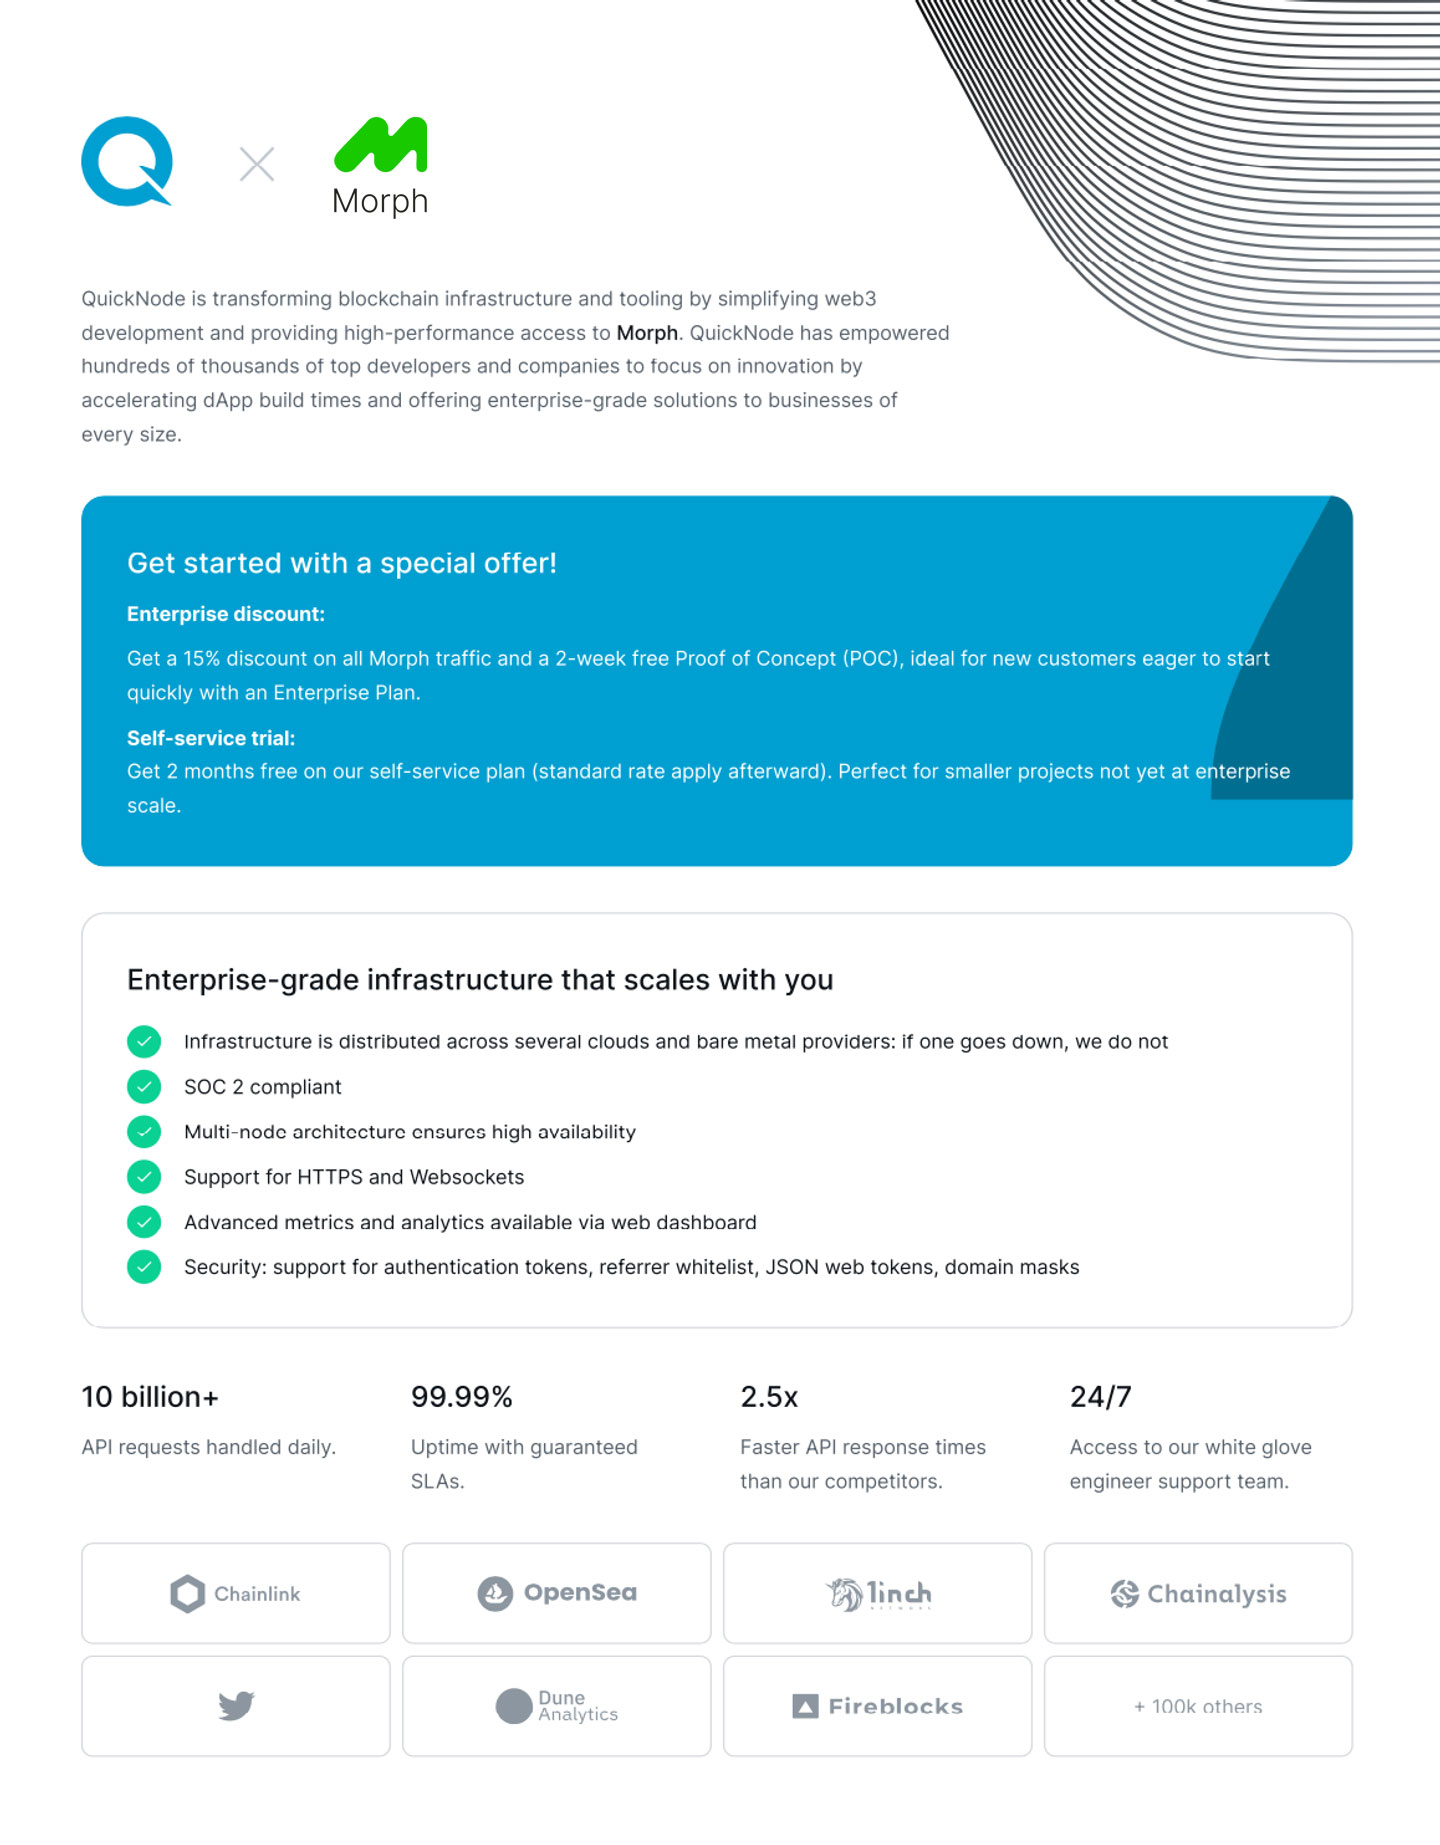 Morph
QuickNode is transforming blockchain infrastructure and tooling by simplifying web3
development and providing high-performance access to Morph. QuickNode has empowered
hundreds of thousands of top developers and companies to focus on innovation by
accelerating dApp build times and offering enterprise-grade solutions to businesses of
every size.
Get started with a special offer!
Enterprise discount:
Get a 15% discount on all Morph traffic and a 2-week free Proof of Concept (POC), ideal for new customers eager to start
quickly with an Enterprise Plan.
Self-service trial:
Get 2 months free on our self-service plan (standard rate apply afterward). Perfect for smaller projects not yet at enterprise
scale.
Enterprise-grade infrastructure that scales with you
Infrastructure is distributed across several clouds and bare metal providers: if one goes down, we do not
SOC 2 compliant
Multi-node architecture ensures high availability
Support for HTTPS and Websockets
Advanced metrics and analytics available via web dashboard
Security: support for authentication tokens, referrer whitelist, JSON web tokens, domain masks
10 billion+
API requests handled daily.
99.99%
Uptime with guaranteed
SLAs.
2.5x
Faster API response times
than our competitors.
24/7
Access to our white glove
engineer support team.
Chainlink
OpenSea
1inch
NETWORK
Chainalysis
Dune
Analytics
Fireblocks
+ 100k others